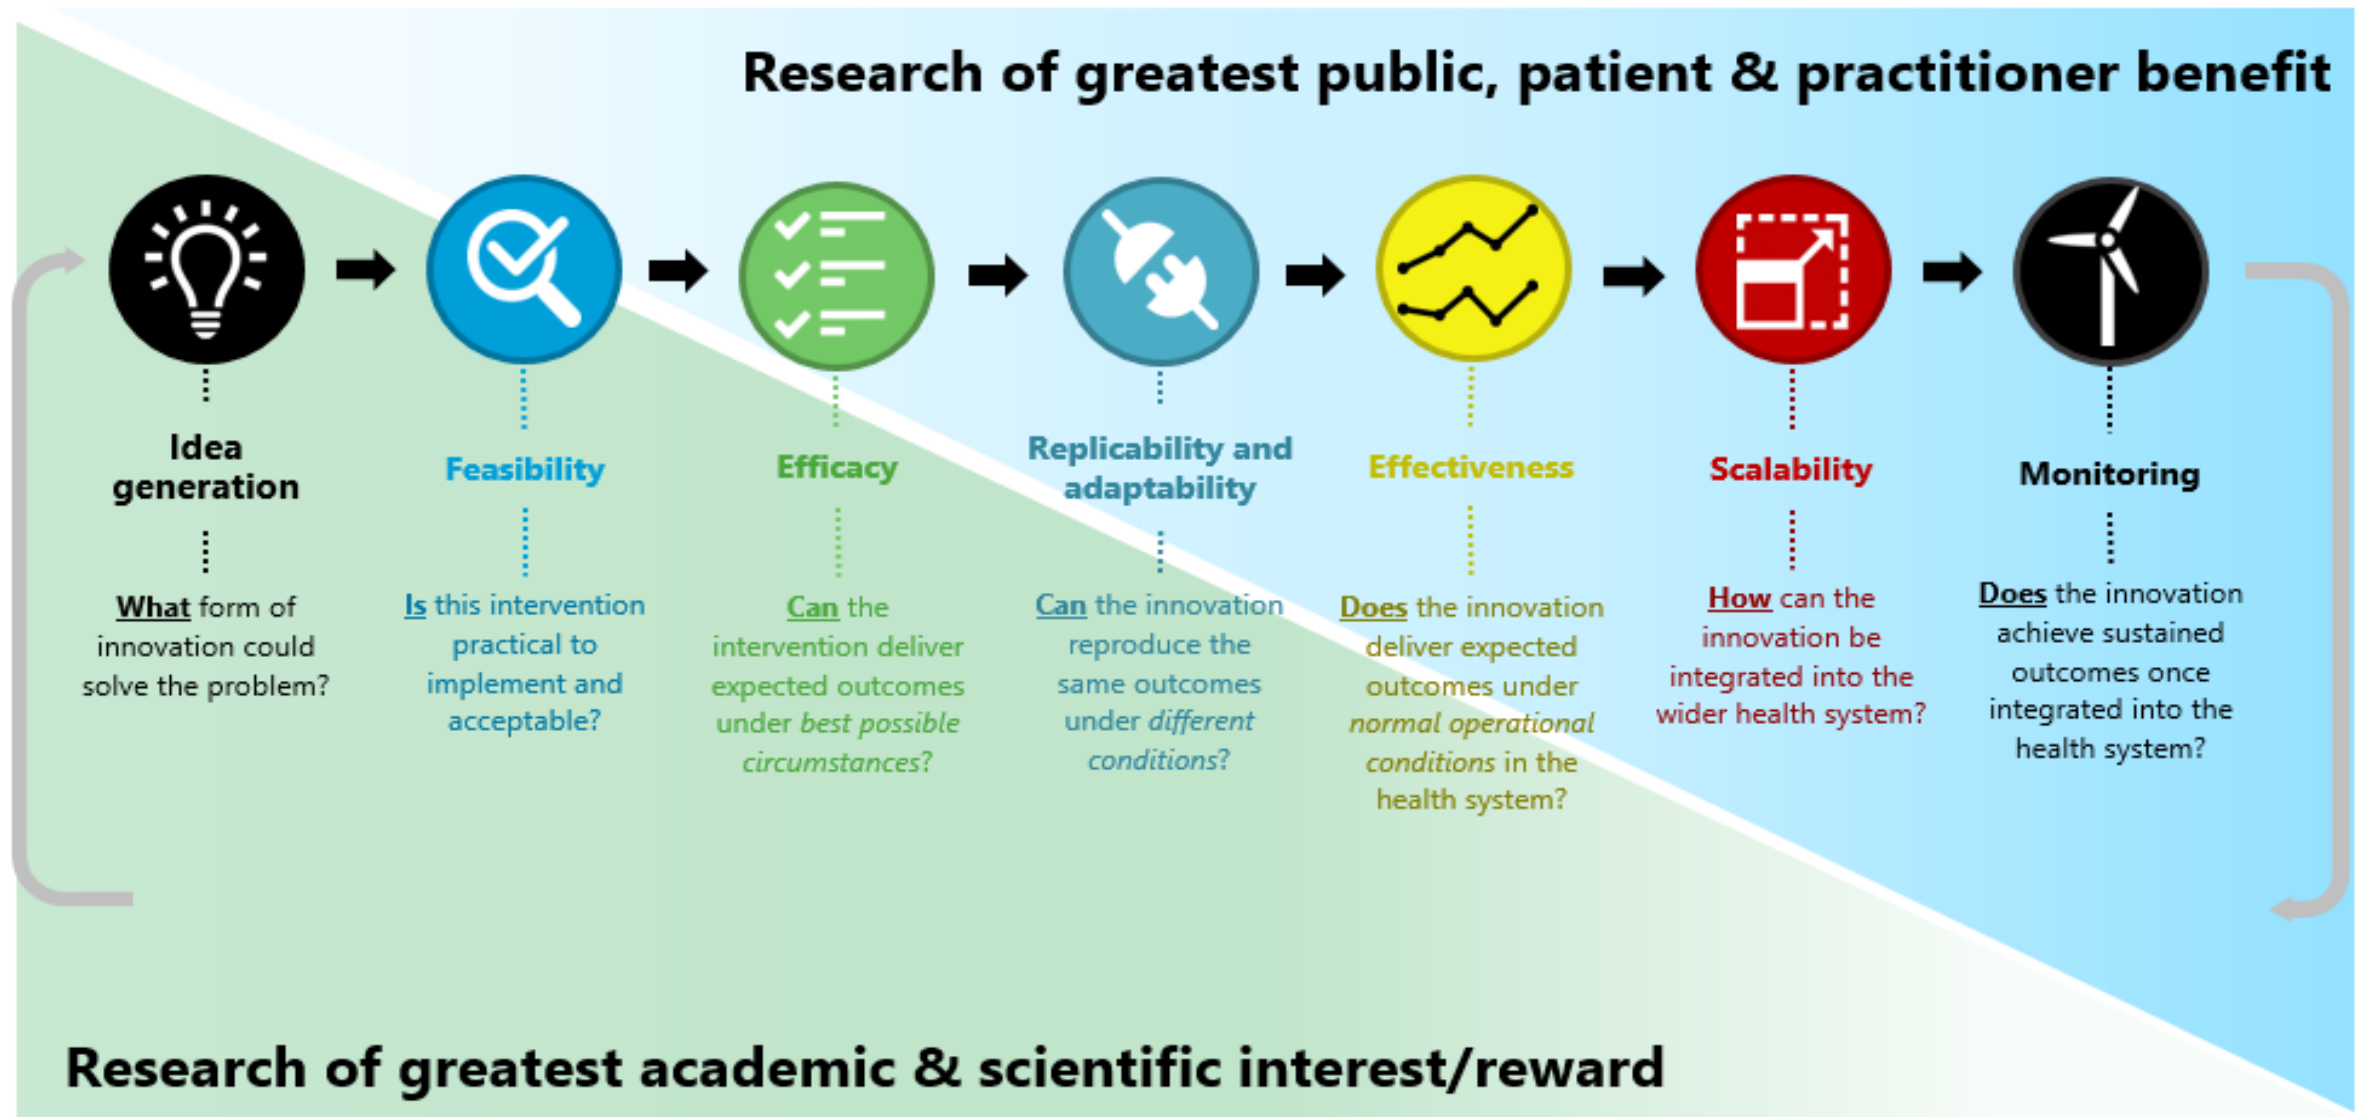 Research of greatest public, patient & practitioner benefit
Idea
generation
What form of
innovation could
solve the problem?
Feasibility
Is this intervention
practical to
implement and
acceptable?
Efficacy
Can the
intervention deliver
expected outcomes
under best possible
circumstances?
Replicability and
adaptability
Can the innovation
reproduce the
same outcomes
under different
conditions?
Effectiveness
Does the innovation
deliver expected
outcomes under
normal operational
conditions in the
health system?
Scalability
How can the
innovation be
integrated into the
wider health system?
Monitoring
Does the innovation
achieve sustained
outcomes once
integrated into the
health system?
Research of greatest academic & scientific interest/reward